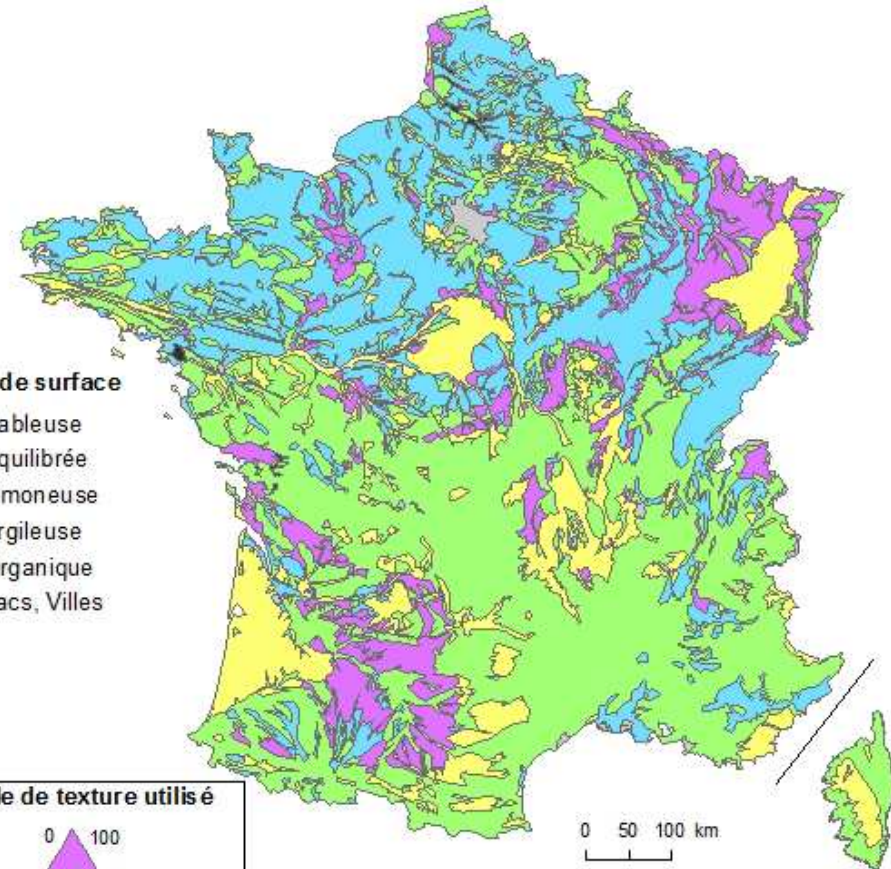 de surface
ableuse
quilibrée
moneuse
rgileuse
rganique
acs, Villes
le de texture utilisé
0 100
0 50 100 km